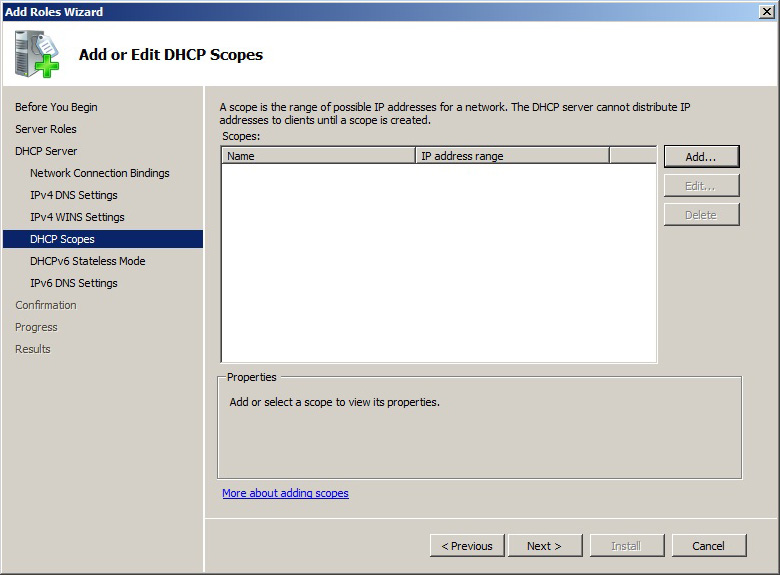 Add Roles Wizard
Add or Edit DHCP Scopes
Before You Begin
Server Roles
DHCP Server
Network Connection Bindings
IPv4 DNS Settings
IPv4 WINS Settings
DHCP Scopes
DHCPv6 Stateless Mode
IPv6 DNS Settings
Confirmation
Progress
Results
A scope is the range of possible IP addresses for a network. The DHCP server cannot distribute IP
addresses to clients until a scope is created.
Scopes:
Name IP address range
Add...
Edit...
Delete
Properties
Add or select a scope to view its properties.
More about adding scopes
< Previous Next > Install Cancel